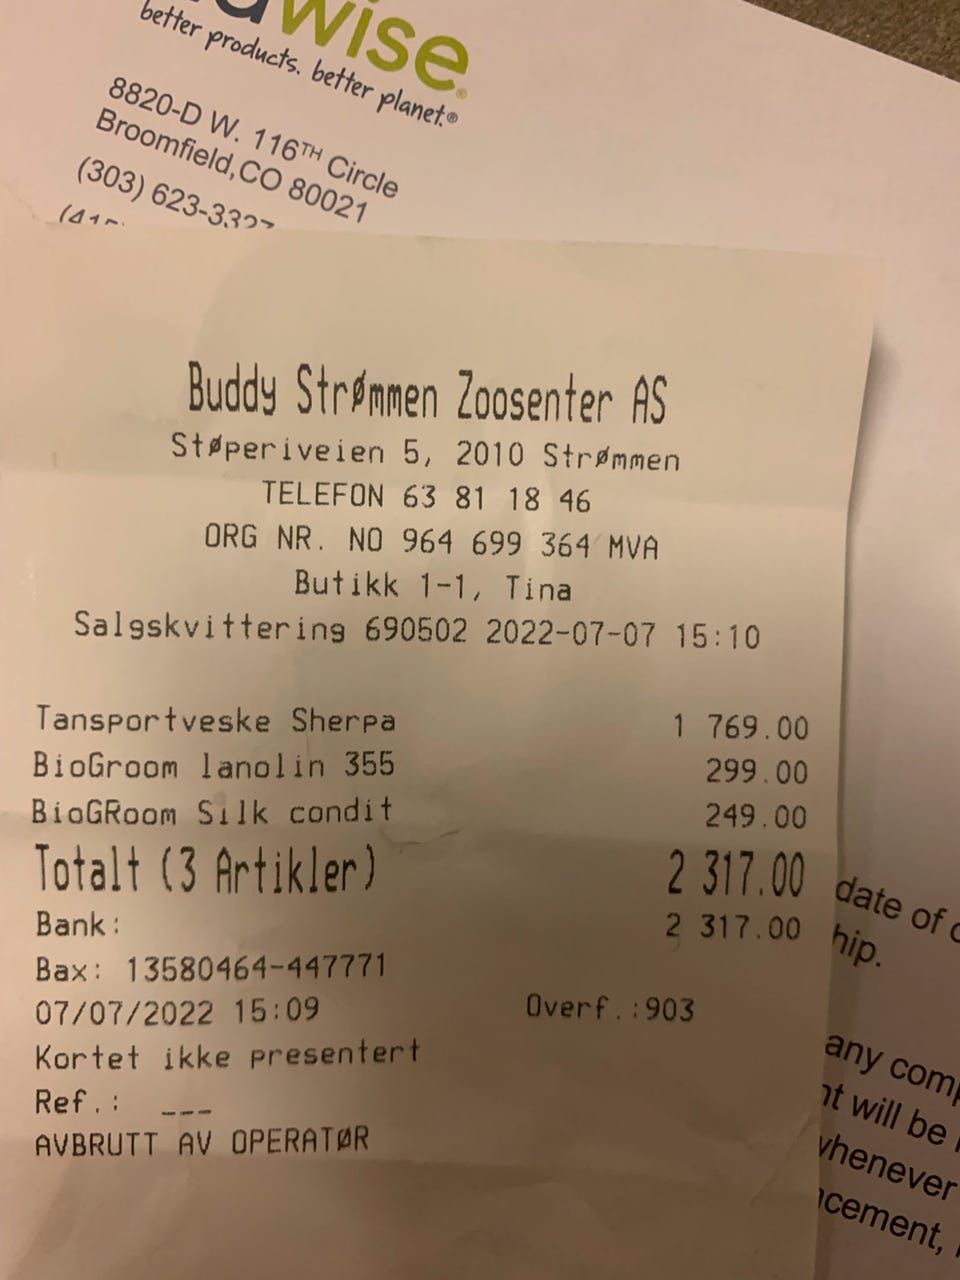 wise®
better products. better planet.®
8820-D W. 116TH Circle
Broomfield, CO 80021
(303) 623-3327
Buddy Strømmen Zoosenter AS
Støperiveien 5, 2010 Strømmen
TELEFON 63 81 18 46
ORG NR. NO 964 699 364 MVA
Butikk 1-1, Tina
Salgskvittering 690502 2022-07-07 15:10
Tansportveske Sherpa 1 769.00
BioGroom lanolin 355 299.00
BioGRoom Silk condit 249.00
Totalt (3 Artikler) 2 317.00
Bank: 2 317.00
Bax: 13580464-447771
07/07/2022 15:09 Overf.:903
Kortet ikke presentert
Ref.: ___
AVBRUTT AV OPERATØR
date of
hip.
any comp
nt will be
whenever
ncement,